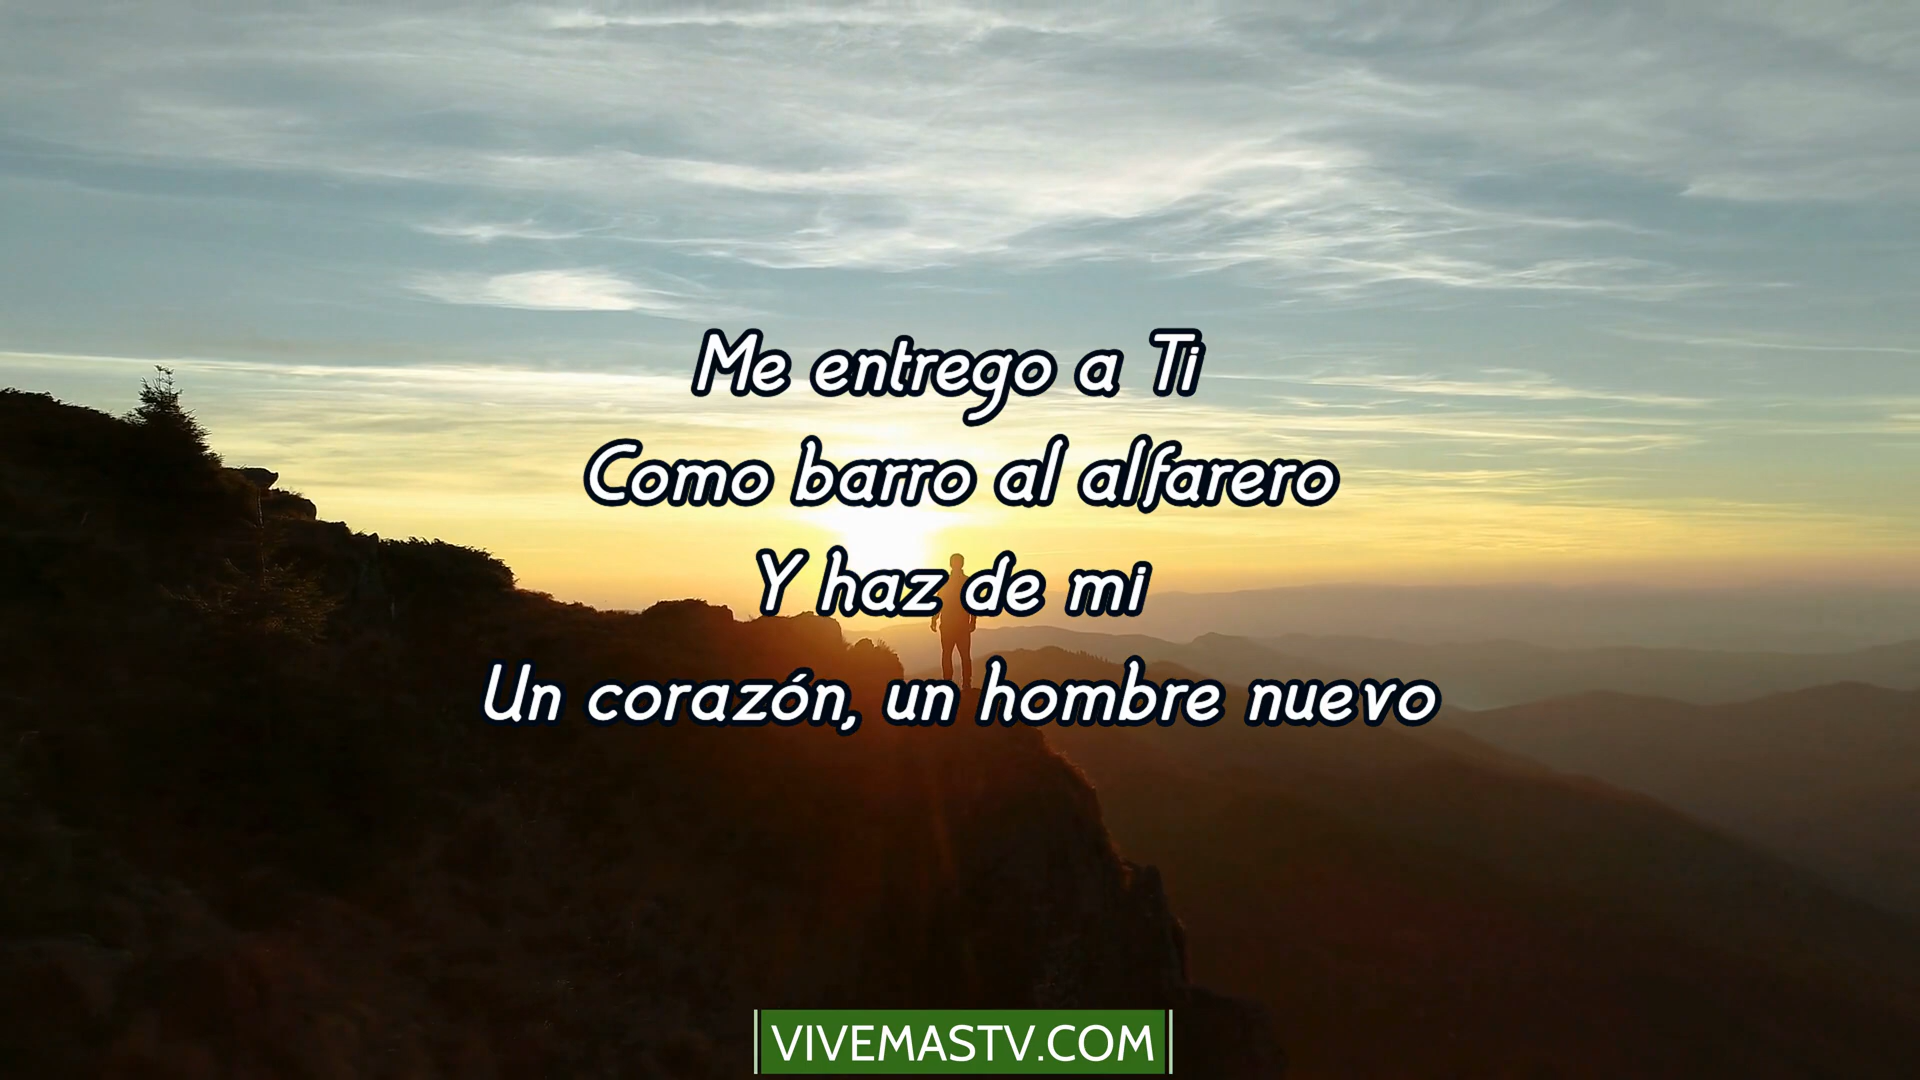 Me entrego a Ti
Como barro al alfarero
Y haz de mi
Un corazón, un hombre nuevo
VIVEMASTV.COM